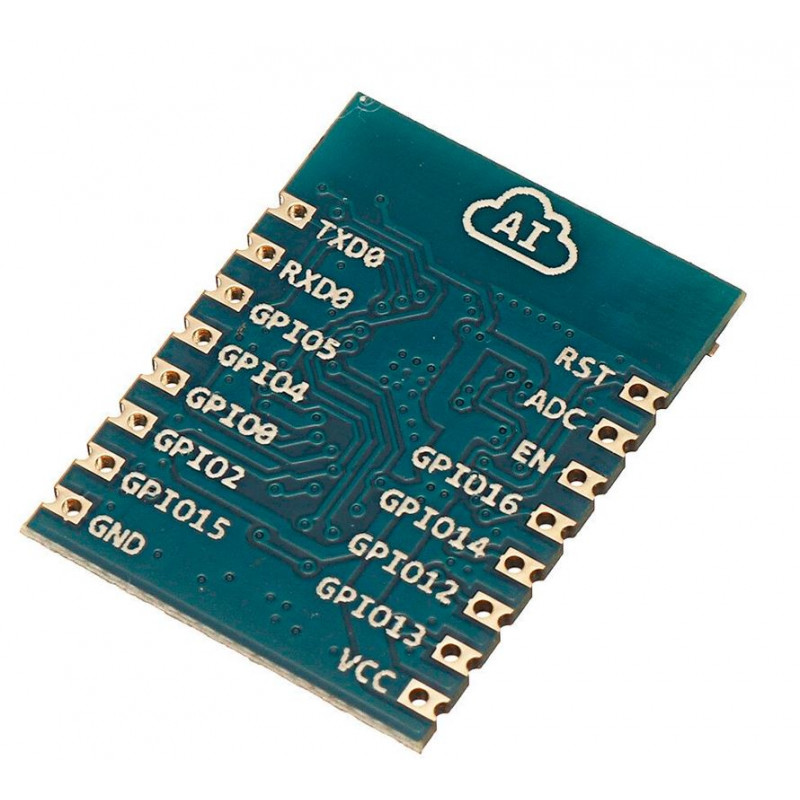 AI
TXD0
RXD0
GPIO5
GPIO4
GPIO0
GPIO2
GPIO15
GND
RST
ADC
EN
GPIO16
GPIO14
GPIO12
GPIO13
VCC